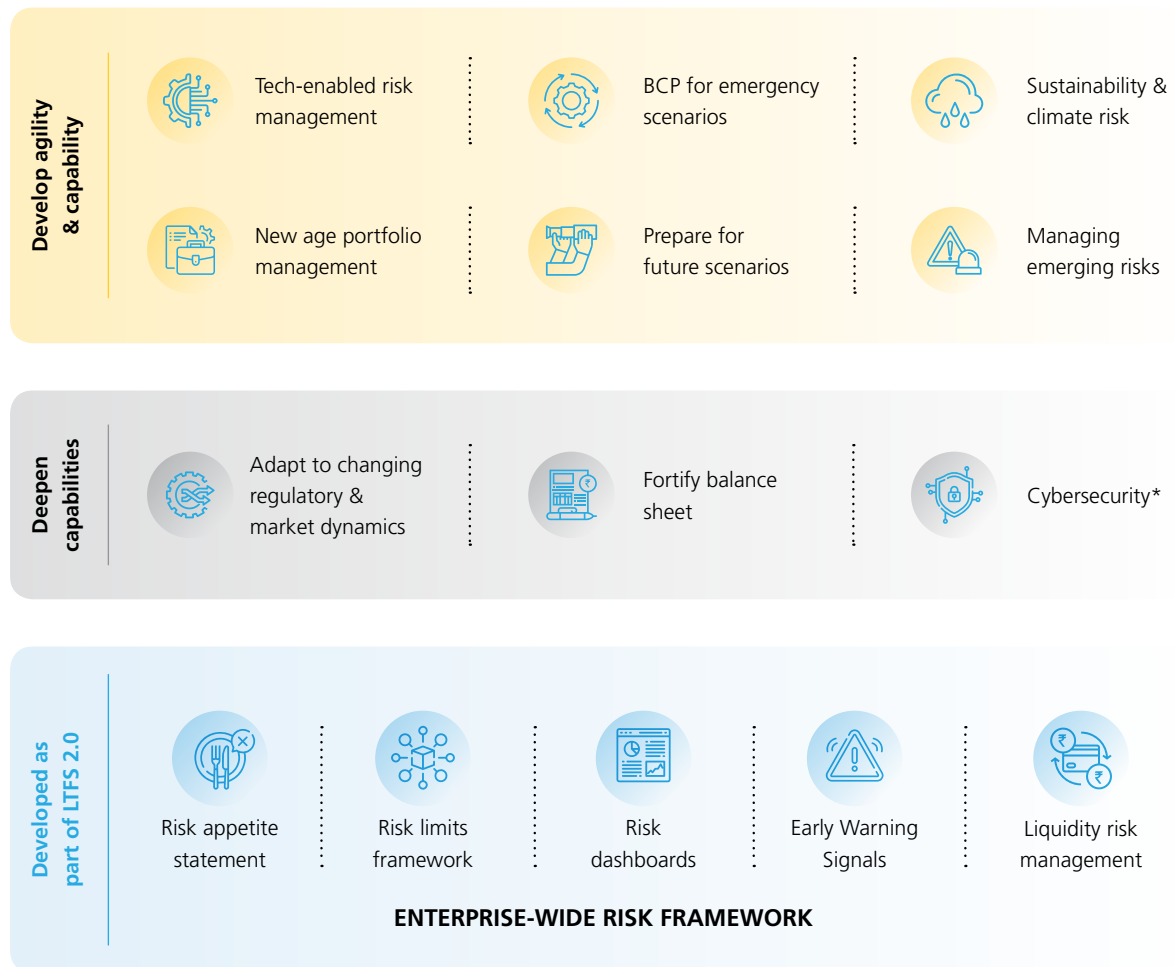 Develop agility
& capability
Tech-enabled risk
management
BCP for emergency
scenarios
Sustainability &
climate risk
New age portfolio
management
Prepare for
future scenarios
Managing
emerging risks
Deepen
capabilities
Adapt to changing
regulatory &
market dynamics
Fortify balance
sheet
Cybersecurity*
Developed as
part of LTFS 2.0
Risk appetite
statement
Risk limits
framework
Risk
dashboards
Early Warning
Signals
Liquidity risk
management
ENTERPRISE-WIDE RISK FRAMEWORK